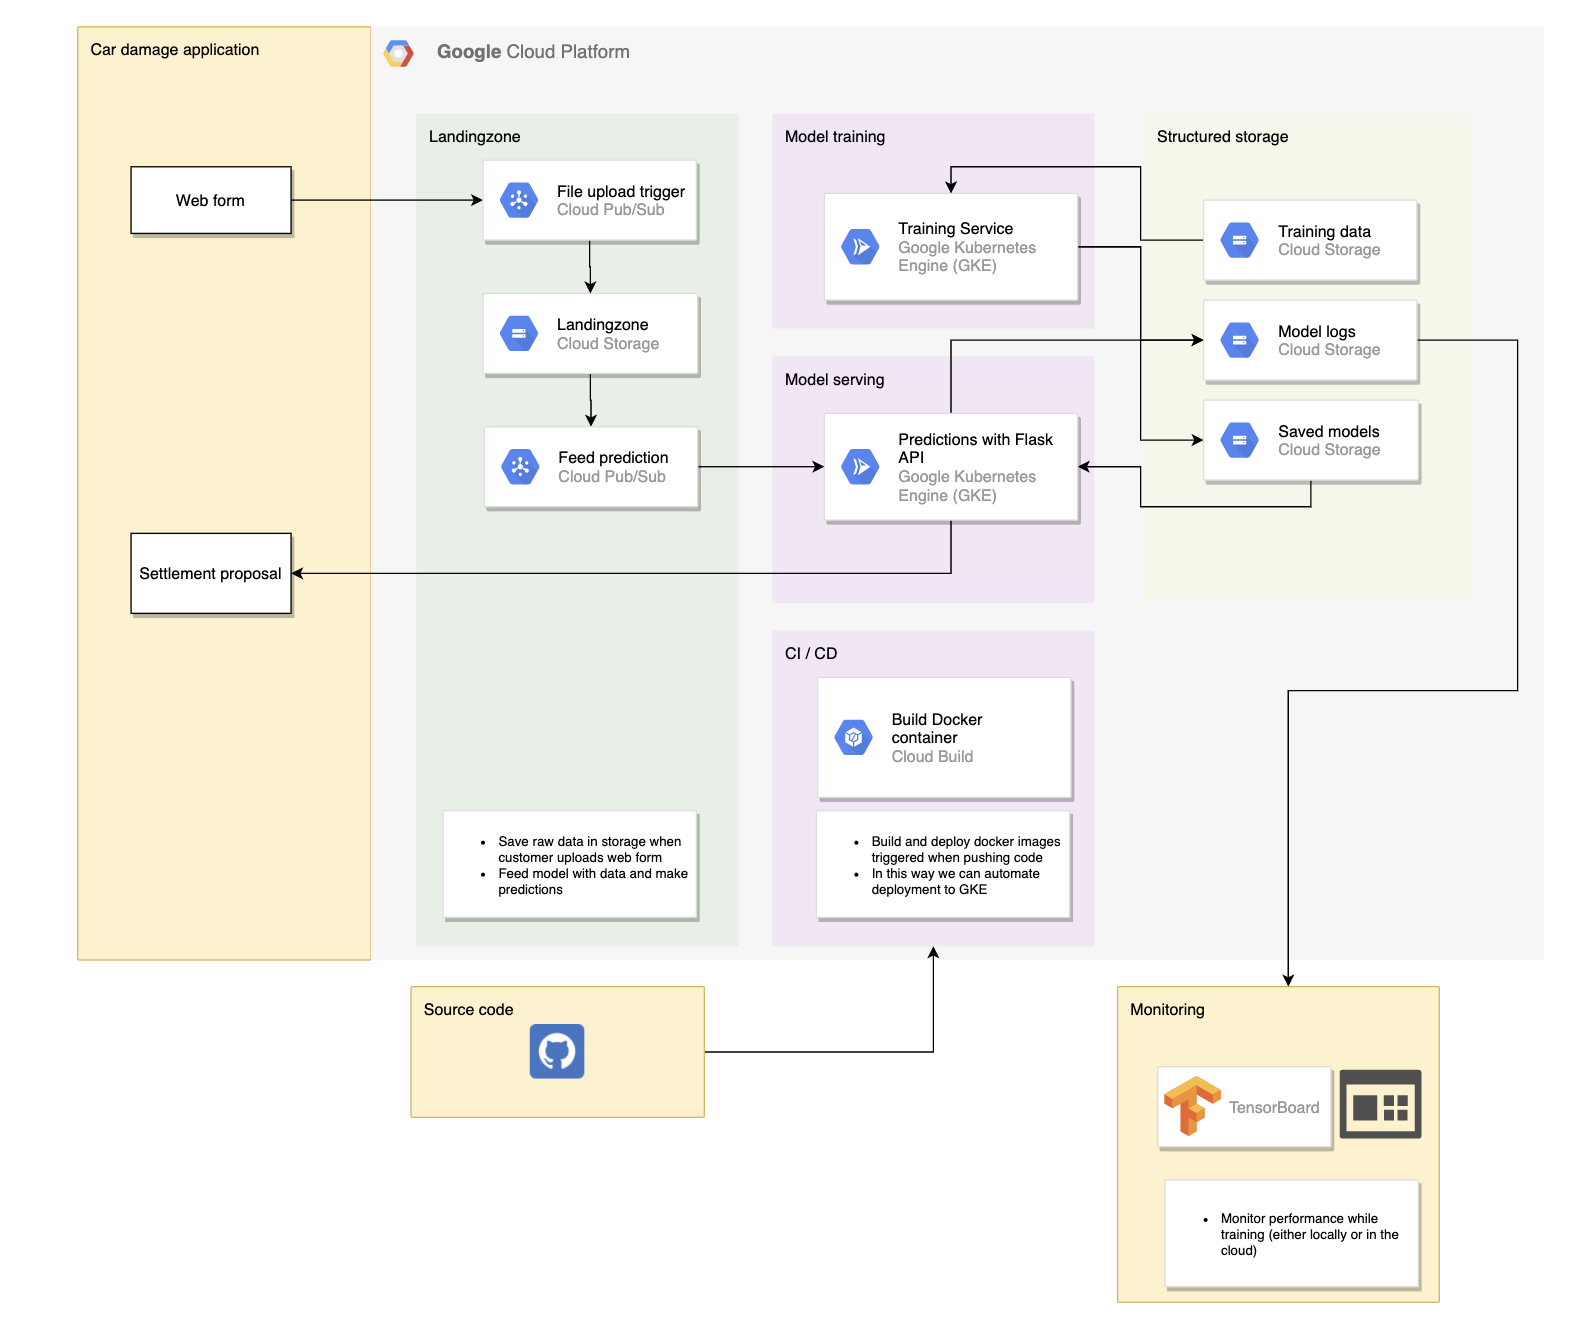 Car damage application
Google Cloud Platform
Landingzone
Model training
Structured storage
Web form
File upload trigger
Cloud Pub/Sub
Training Service
Google Kubernetes
Engine (GKE)
Training data
Cloud Storage
Landingzone
Cloud Storage
Model logs
Cloud Storage
Model serving
Feed prediction
Cloud Pub/Sub
Predictions with Flask
API
Google Kubernetes
Engine (GKE)
Saved models
Cloud Storage
Settlement proposal
CI / CD
Build Docker
container
Cloud Build
• Save raw data in storage when
customer uploads web form
• Feed model with data and make
predictions
• Build and deploy docker images
triggered when pushing code
• In this way we can automate
deployment to GKE
Source code
Monitoring
TensorBoard
• Monitor performance while
training (either locally or in the
cloud)